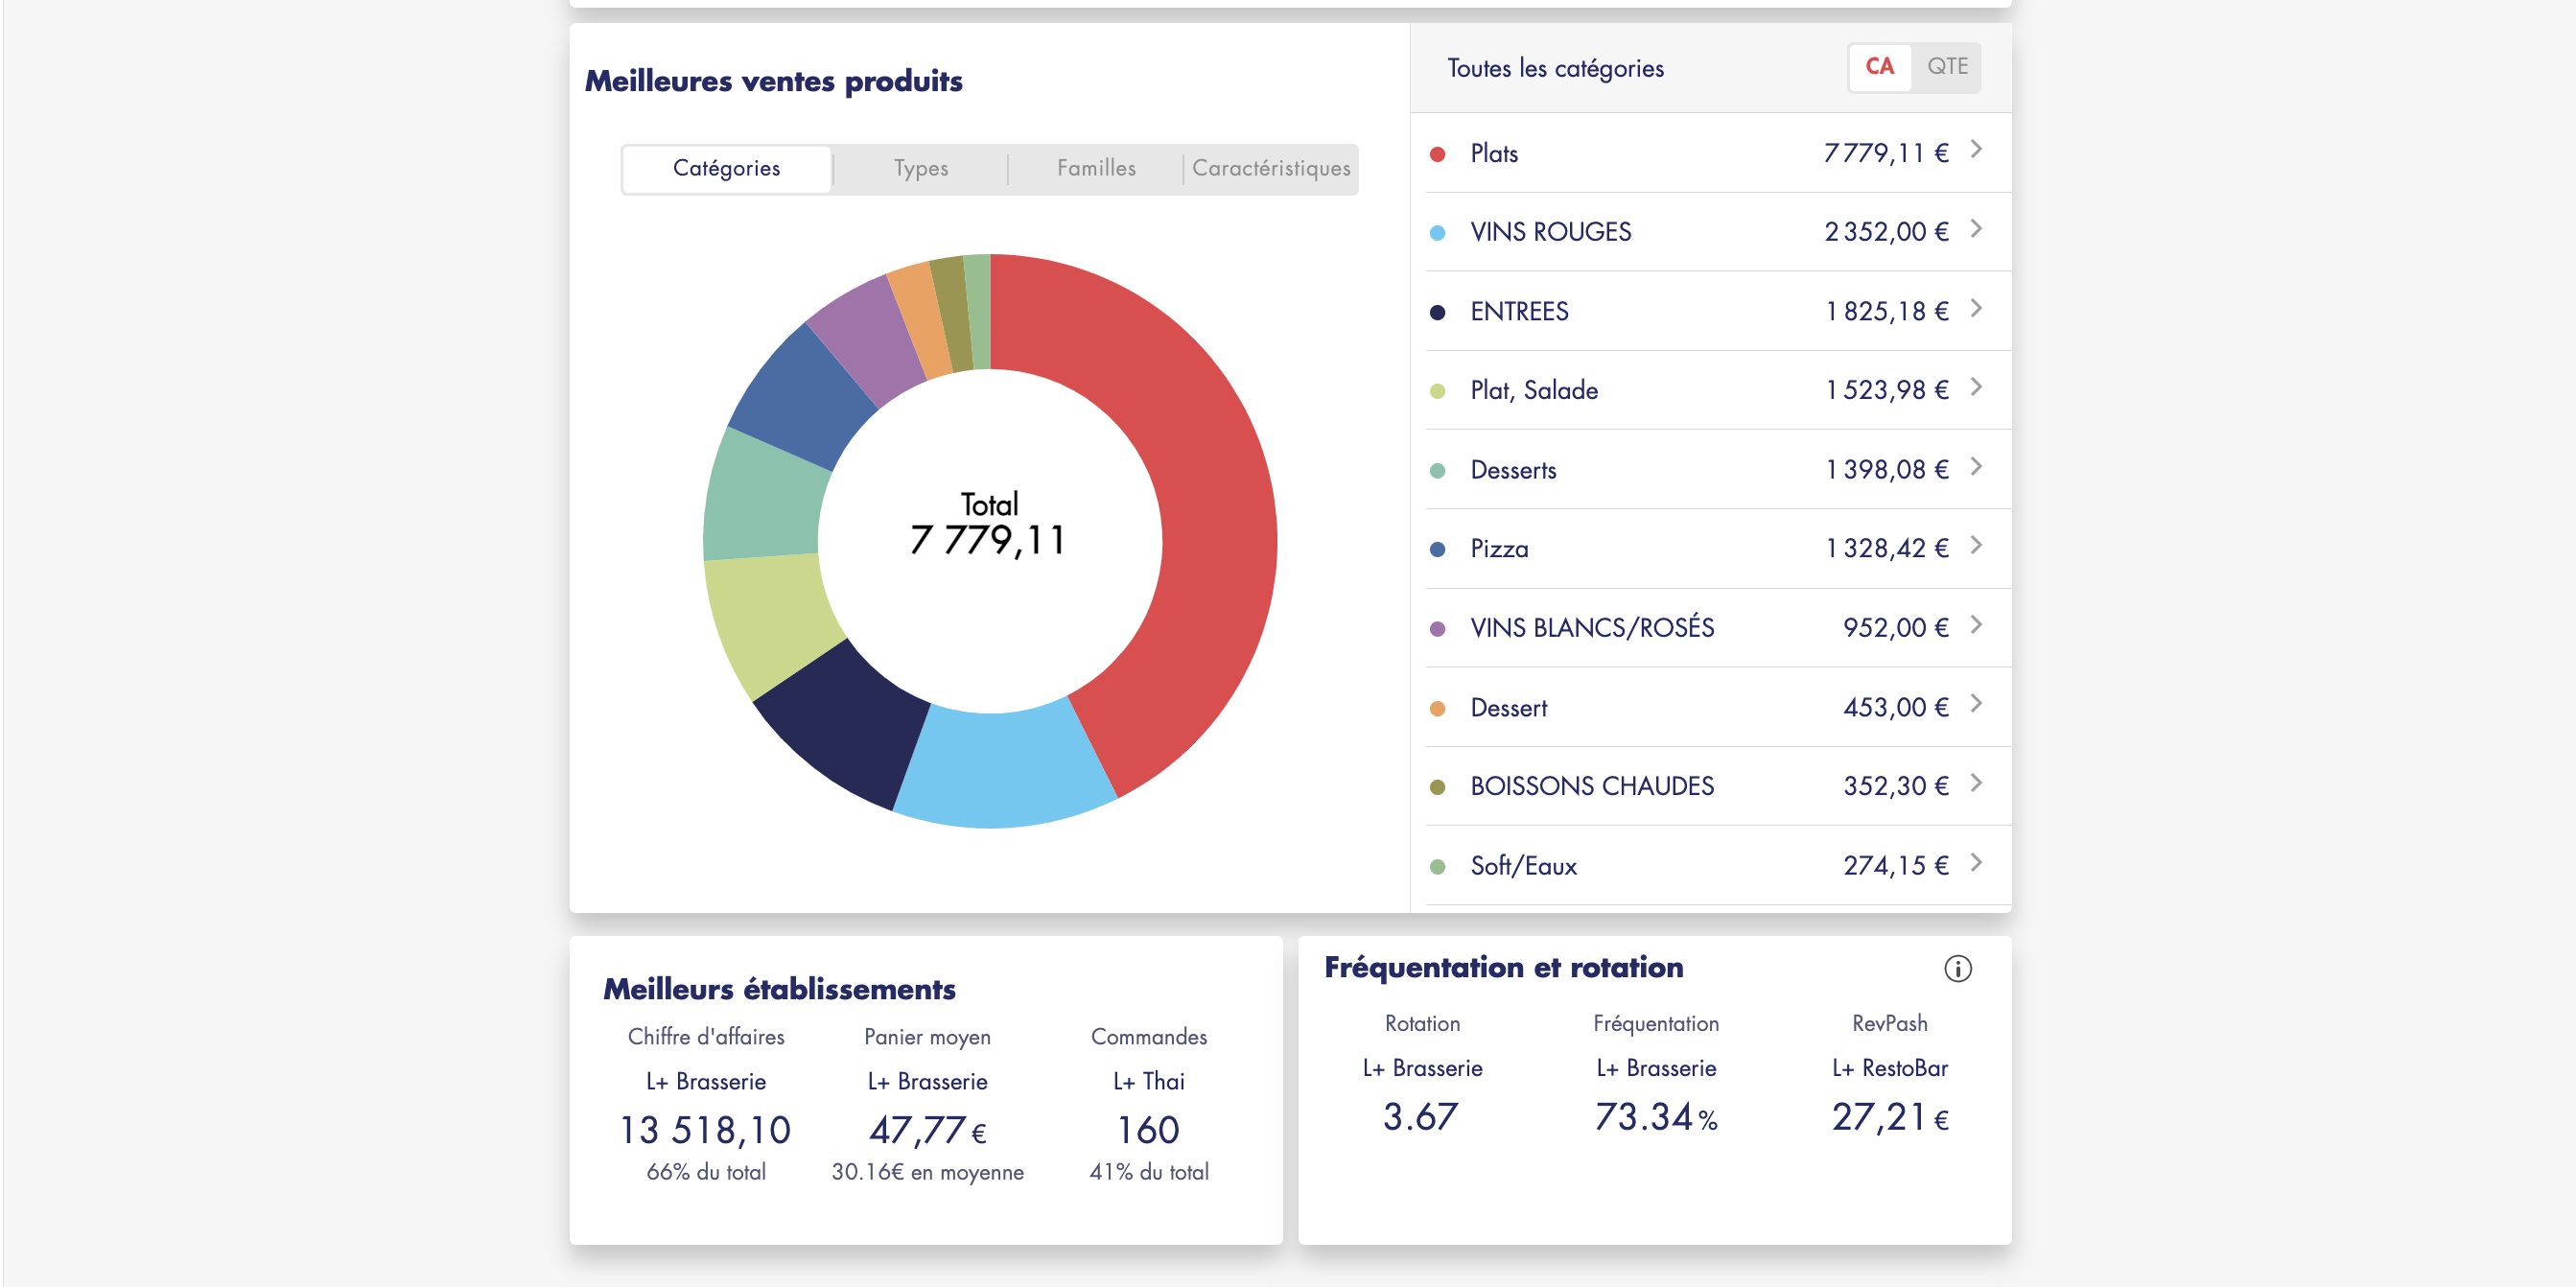 Meilleures ventes produits
Catégories
Types
Familles
Caractéristiques
Total
7 779,11
Toutes les catégories
CA
QTE
Plats 7 779,11 €
VINS ROUGES 2 352,00 €
ENTREES 1 825,18 €
Plat, Salade 1 523,98 €
Desserts 1 398,08 €
Pizza 1 328,42 €
VINS BLANCS/ROSÉS 952,00 €
Dessert 453,00 €
BOISSONS CHAUDES 352,30 €
Soft/Eaux 274,15 €
Meilleurs établissements
Chiffre d'affaires
L+ Brasserie
13 518,10
66% du total
Panier moyen
L+ Brasserie
47,77 €
30.16€ en moyenne
Commandes
L+ Thai
160
41% du total
Fréquentation et rotation
Rotation
L+ Brasserie
3.67
Fréquentation
L+ Brasserie
73.34 %
RevPash
L+ RestoBar
27,21 €